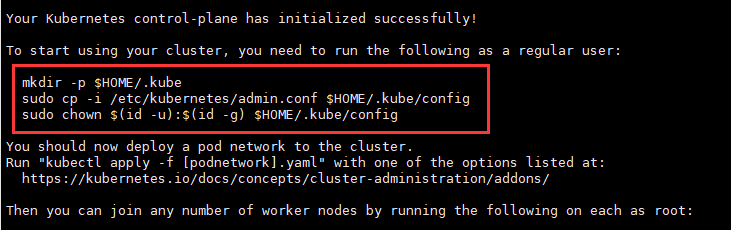 Your Kubernetes control-plane has initialized successfully!
To start using your cluster, you need to run the following as a regular user:
mkdir -p $HOME/.kube
sudo cp -i /etc/kubernetes/admin.conf $HOME/.kube/config
sudo chown $(id -u):$(id -g) $HOME/.kube/config
You should now deploy a pod network to the cluster.
Run "kubectl apply -f [podnetwork].yaml" with one of the options listed at:
https://kubernetes.io/docs/concepts/cluster-administration/addons/
Then you can join any number of worker nodes by running the following on each as root: